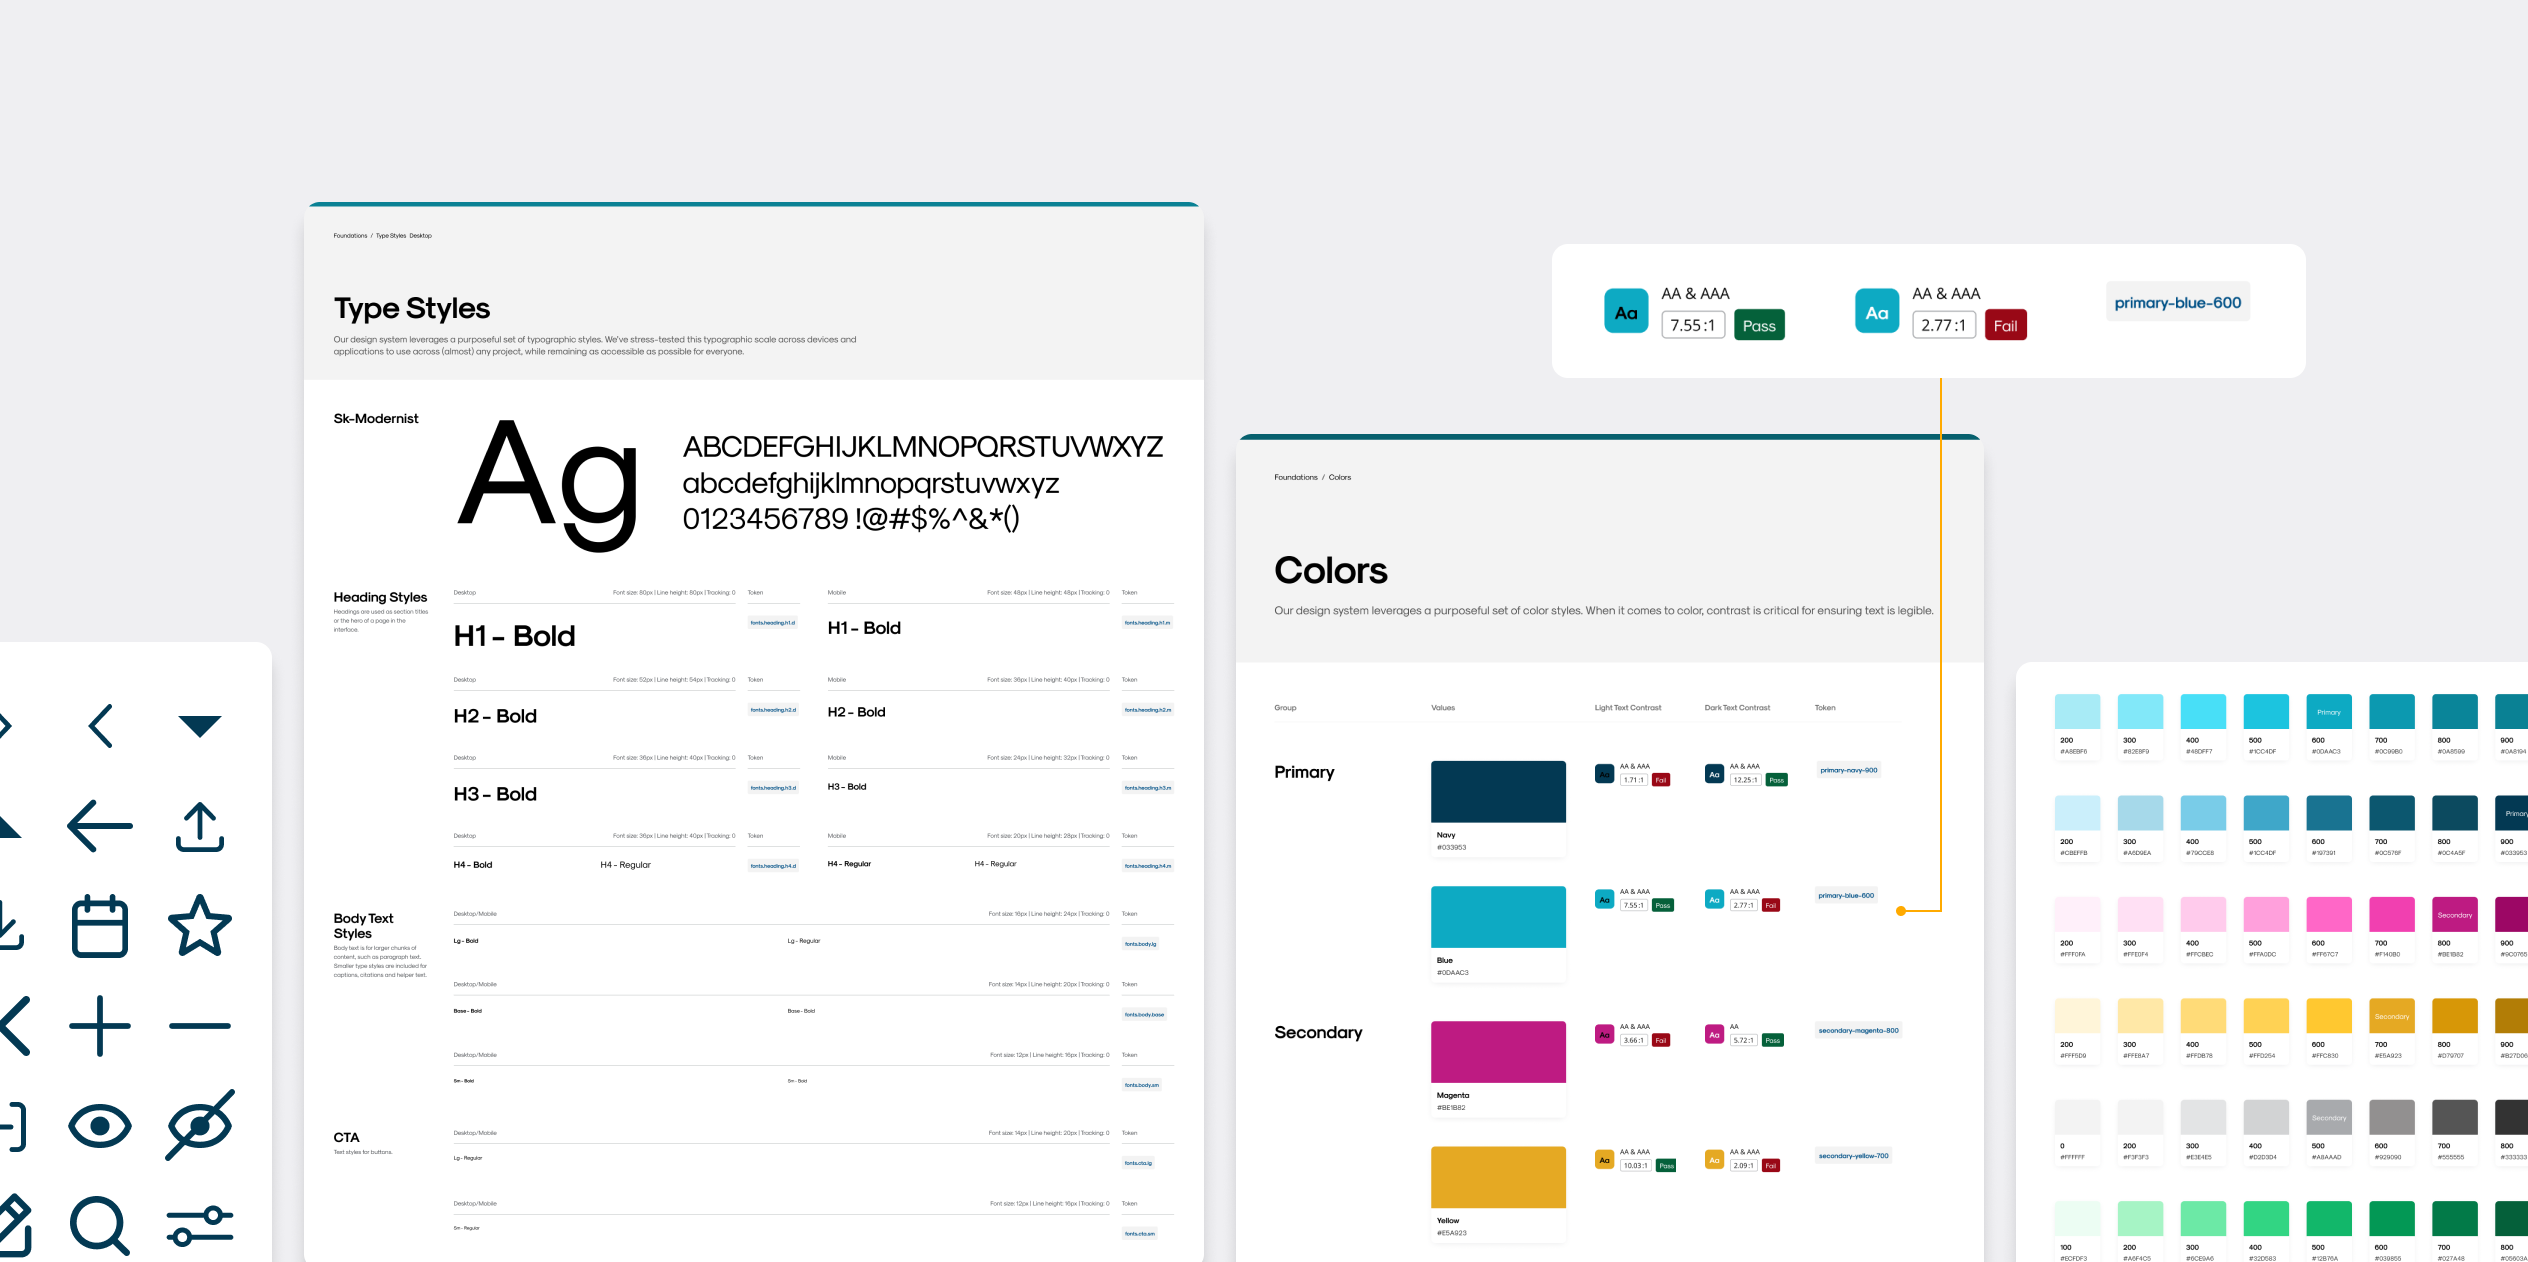 Foundations / Type Styles Desktop
Type Styles
Our design system leverages a purposeful set of typographic styles. We've stress-tested this typographic scale across devices and
applications to use across (almost) any project, while remaining as accessible as possible for everyone.
Sk-Modernist
Ag
ABCDEFGHIJKLMNOPQRSTUVWXYZ
abcdefghijklmnopqrstuvwxyz
0123456789 !@#$%^&*()
Heading Styles
Headings are used as section titles
or the hero of a page in the
interface.
Desktop Font size: 80px | Line height: 80px | Tracking: 0 Token Mobile Font size: 48px | Line height: 48px | Tracking: 0 Token
H1 - Bold fonts.heading.h1.d H1 - Bold fonts.heading.h1.m
Desktop Font size: 52px | Line height: 54px | Tracking: 0 Token Mobile Font size: 36px | Line height: 40px | Tracking: 0 Token
H2 - Bold fonts.heading.h2.d H2 - Bold fonts.heading.h2.m
Desktop Font size: 36px | Line height: 40px | Tracking: 0 Token Mobile Font size: 24px | Line height: 32px | Tracking: 0 Token
H3 - Bold fonts.heading.h3.d H3 - Bold fonts.heading.h3.m
Desktop Font size: 36px | Line height: 40px | Tracking: 0 Token Mobile Font size: 20px | Line height: 28px | Tracking: 0 Token
H4 - Bold H4 - Regular fonts.heading.h4.d H4 - Regular H4 - Regular fonts.heading.h4.m
Body Text
Styles
Body text is for larger chunks of
content, such as paragraph text.
Smaller type styles are included for
captions, citations and helper text.
Desktop/Mobile Font size: 16px | Line height: 24px | Tracking: 0 Token
Lg - Bold Lg - Regular fonts.body.lg
Desktop/Mobile Font size: 14px | Line height: 20px | Tracking: 0 Token
Base - Bold Base - Bold fonts.body.base
Desktop/Mobile Font size: 12px | Line height: 16px | Tracking: 0 Token
Sm - Bold Sm - Bold fonts.body.sm
CTA
Text styles for buttons.
Desktop/Mobile Font size: 14px | Line height: 20px | Tracking: 0 Token
Lg - Regular fonts.cta.lg
Desktop/Mobile Font size: 12px | Line height: 16px | Tracking: 0 Token
Sm - Regular fonts.cta.sm
Aa AA & AAA 7.55:1 Pass
Aa AA & AAA 2.77:1 Fail
primary-blue-600
Foundations / Colors
Colors
Our design system leverages a purposeful set of color styles. When it comes to color, contrast is critical for ensuring text is legible.
Group Values Light Text Contrast Dark Text Contrast Token
Primary
Aa AA & AAA 1.71:1 Fail Aa AA & AAA 12.25:1 Pass primary-navy-900
Navy
#033953
Aa AA & AAA 7.55:1 Pass Aa AA & AAA 2.77:1 Fail primary-blue-600
Blue
#0DAAC3
Secondary
Aa AA & AAA 3.66:1 Fail Aa AA 5.72:1 Pass secondary-magenta-800
Magenta
#BE1B82
Aa AA & AAA 10.03:1 Pass Aa AA & AAA 2.09:1 Fail secondary-yellow-700
Yellow
#E5A923
Primary
200 300 400 500 600 700 800 900
#A8EBF6 #82E8F9 #48DFF7 #1CC4DF #0DAAC3 #0C99B0 #0A8599 #0A8194
Primary
200 300 400 500 600 700 800 900
#CBEFFB #A6D9EA #79CCE8 #1CC4DF #197391 #0C576F #0C4A5F #033953
Secondary
200 300 400 500 600 700 800 900
#FFF0FA #FFE0F4 #FFC8EC #FFA0DC #FF67C7 #F140B0 #BE1B82 #9C0765
Secondary
200 300 400 500 600 700 800 900
#FFF5D9 #FFE8A7 #FFDB78 #FFD254 #FFC830 #E5A923 #D79707 #B27D06
Secondary
0 200 300 400 500 600 700 800
#FFFFFF #F3F3F3 #E3E4E5 #D2D3D4 #A8AAAD #929090 #555555 #333333
100 200 300 400 500 600 700 800
#ECFDF3 #A6F4C5 #6CE9A6 #32D583 #12B76A #039855 #027A48 #05603A